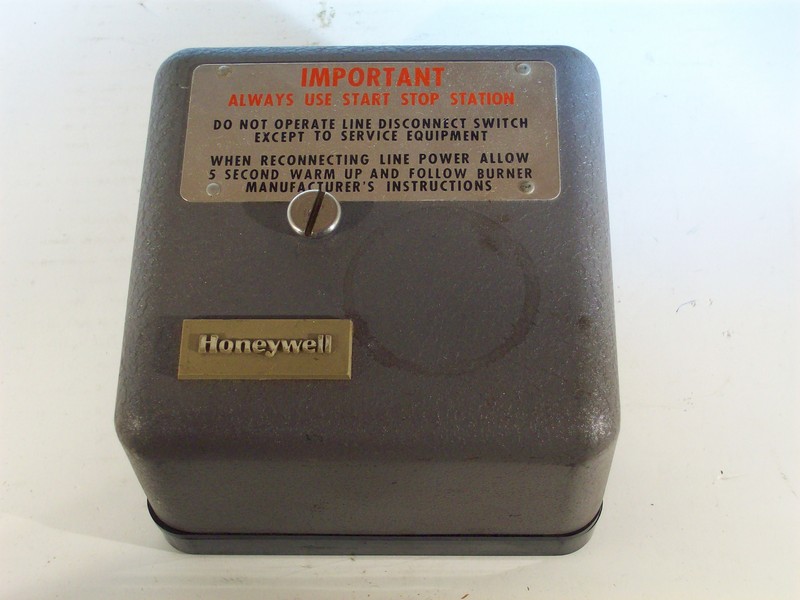 IMPORTANT
ALWAYS USE START STOP STATION
DO NOT OPERATE LINE DISCONNECT SWITCH
EXCEPT TO SERVICE EQUIPMENT
WHEN RECONNECTING LINE POWER ALLOW
5 SECOND WARM UP AND FOLLOW BURNER
MANUFACTURER'S INSTRUCTIONS
Honeywell